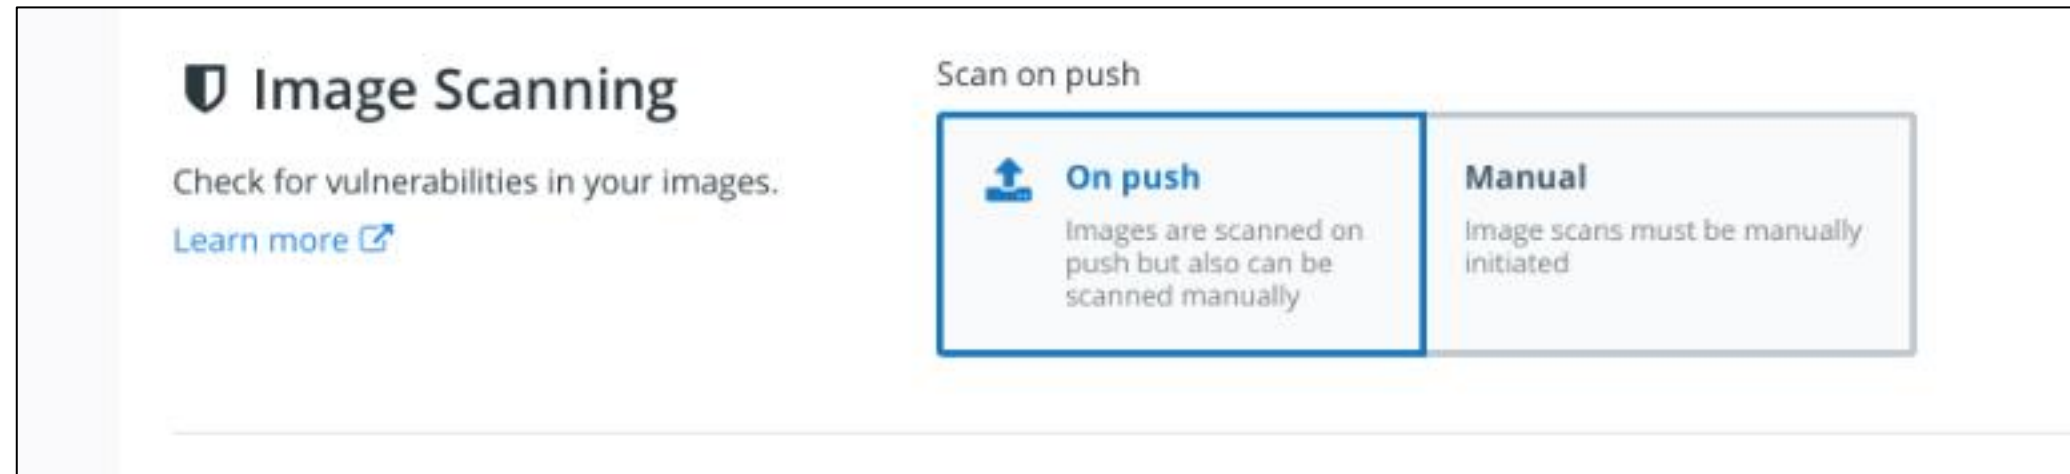 Image Scanning
Check for vulnerabilities in your images.
Learn more
Scan on push
On push
Images are scanned on
push but also can be
scanned manually
Manual
Image scans must be manually
initiated